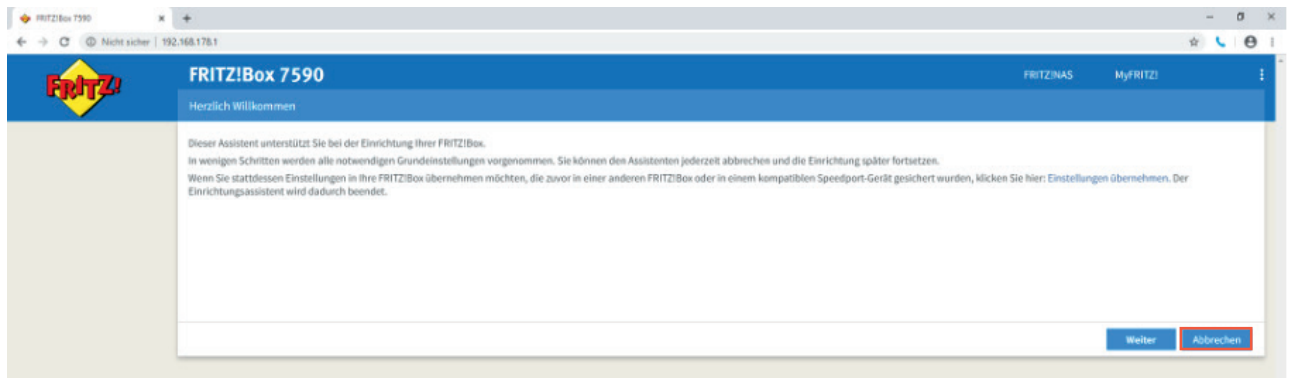 FRITZ!Box 7590
Nicht sicher | 192.168.178.1
FRITZ!
FRITZ!Box 7590
FRITZ!NAS
MyFRITZ!
Herzlich Willkommen
Dieser Assistent unterstützt Sie bei der Einrichtung Ihrer FRITZ!Box.
In wenigen Schritten werden alle notwendigen Grundeinstellungen vorgenommen. Sie können den Assistenten jederzeit abbrechen und die Einrichtung später fortsetzen.
Wenn Sie stattdessen Einstellungen in Ihre FRITZ!Box übernehmen möchten, die zuvor in einer anderen FRITZ!Box oder in einem kompatiblen Speedport-Gerät gesichert wurden, klicken Sie hier: Einstellungen übernehmen. Der
Einrichtungsassistent wird dadurch beendet.
Weiter
Abbrechen